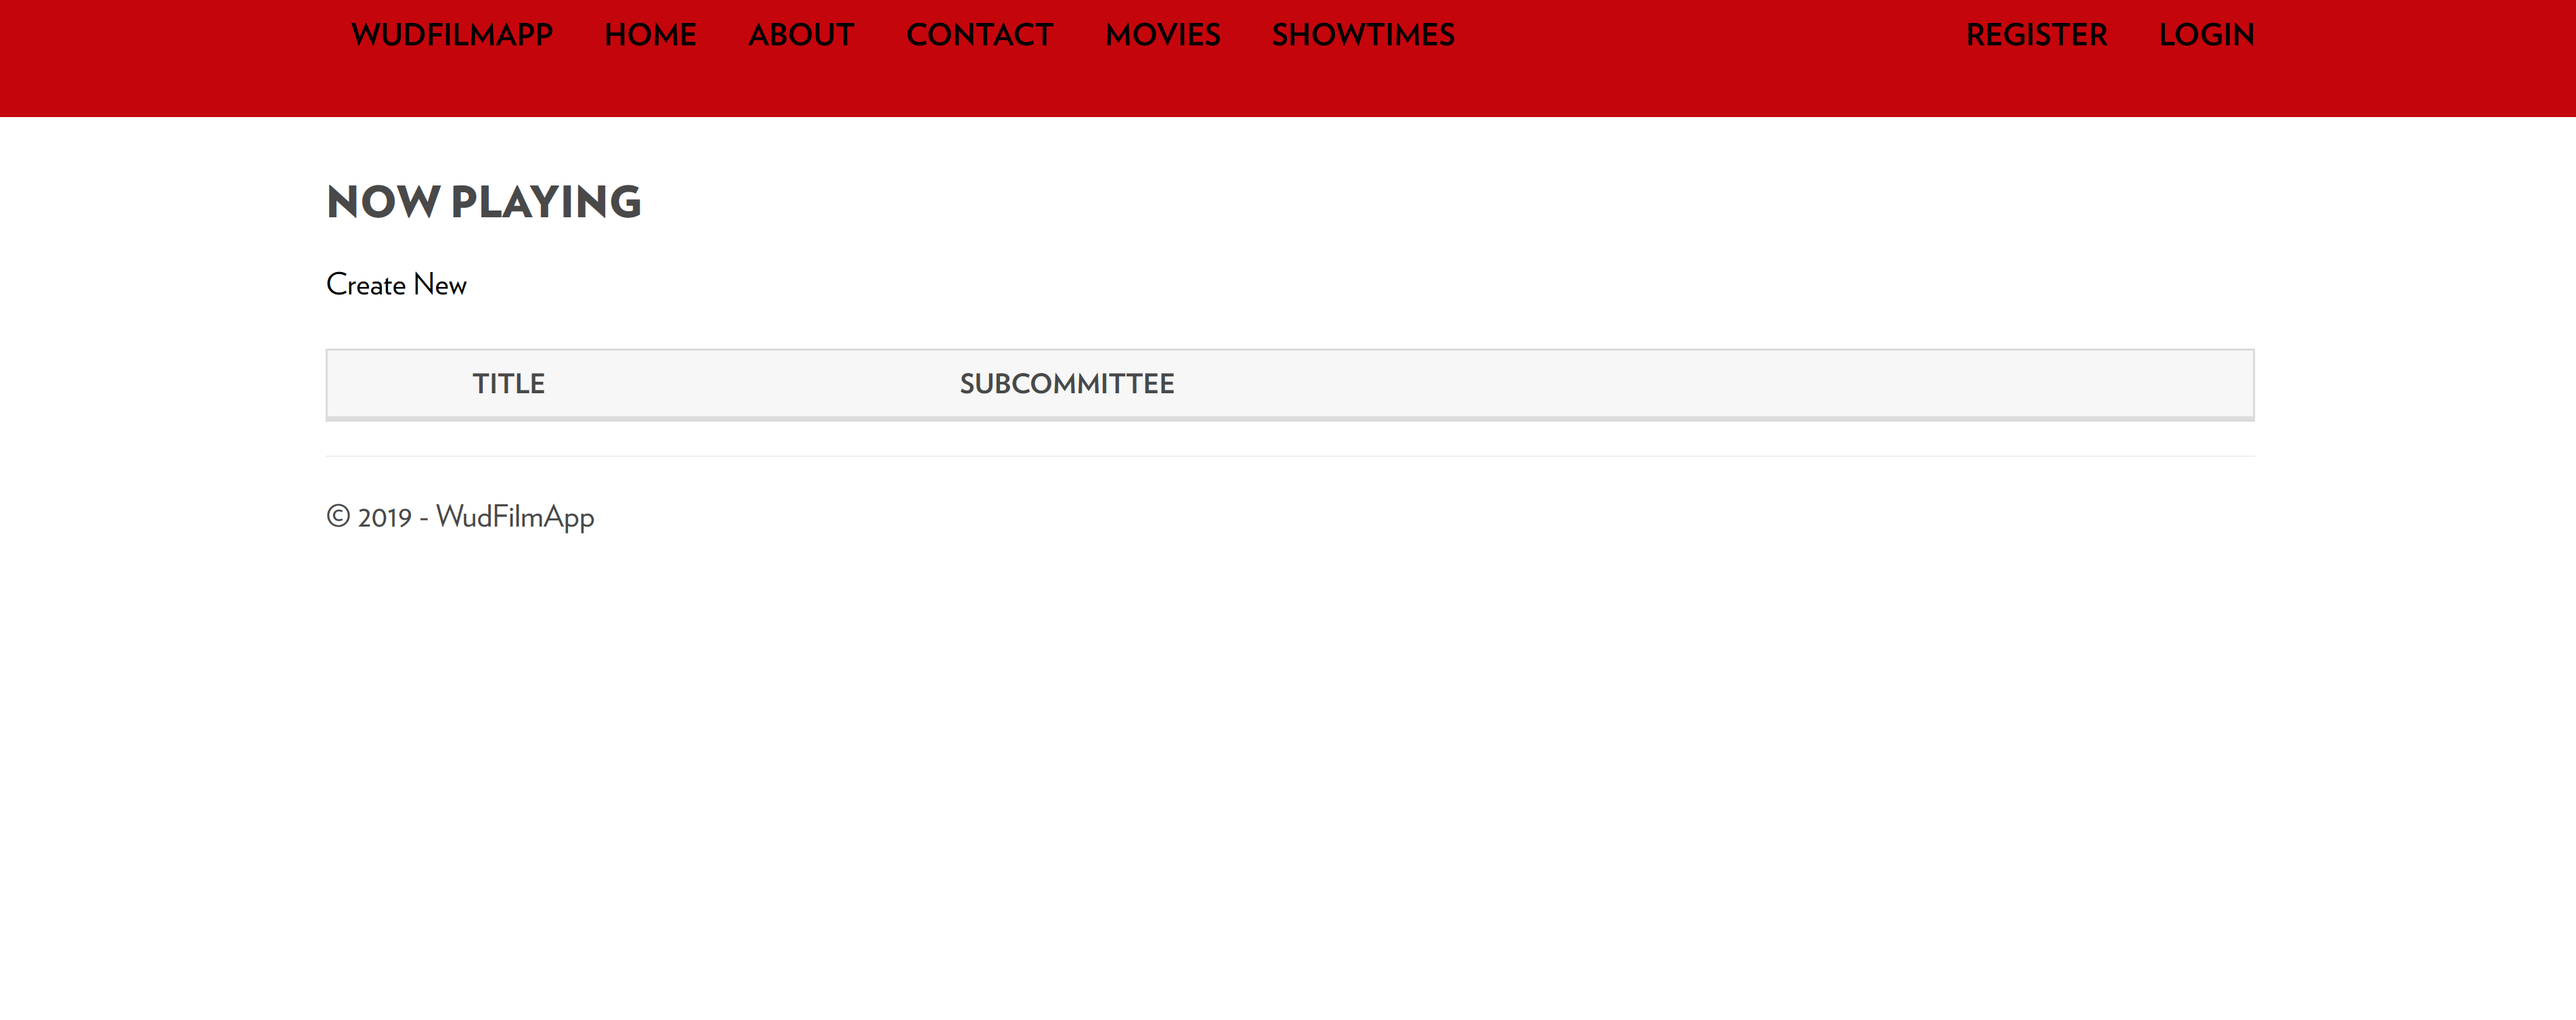 WUDFILMAPP HOME ABOUT CONTACT MOVIES SHOWTIMES REGISTER LOGIN
NOW PLAYING
Create New
TITLE SUBCOMMITTEE
© 2019 - WudFilmApp